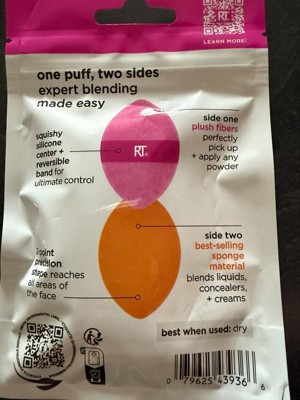 RT
LEARN MORE!
one puff, two sides
expert blending
made easy
squishy
silicone
center +
reversible
band for
ultimate control
RT
side one
plush fibers
perfectly
pick up
+ apply any
powder
side two
best-selling
sponge
material
blends liquids,
concealers,
+ creams
-point
precision
shape reaches
all areas of
the face
best when used: dry
0 79625 43936 6